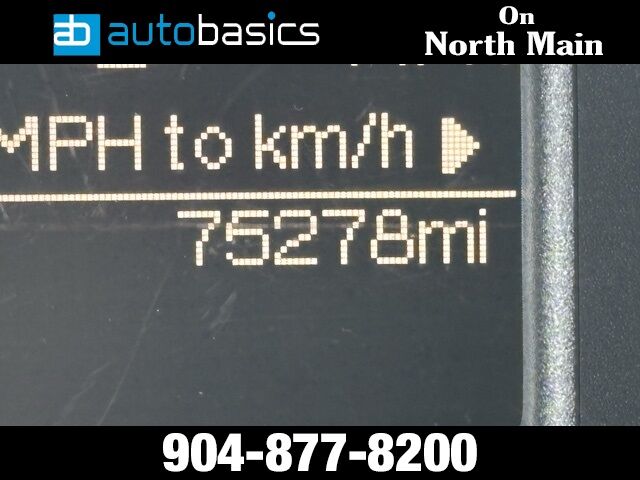 ab autobasics
On
North Main
MPH to km/h
75278mi
904-877-8200